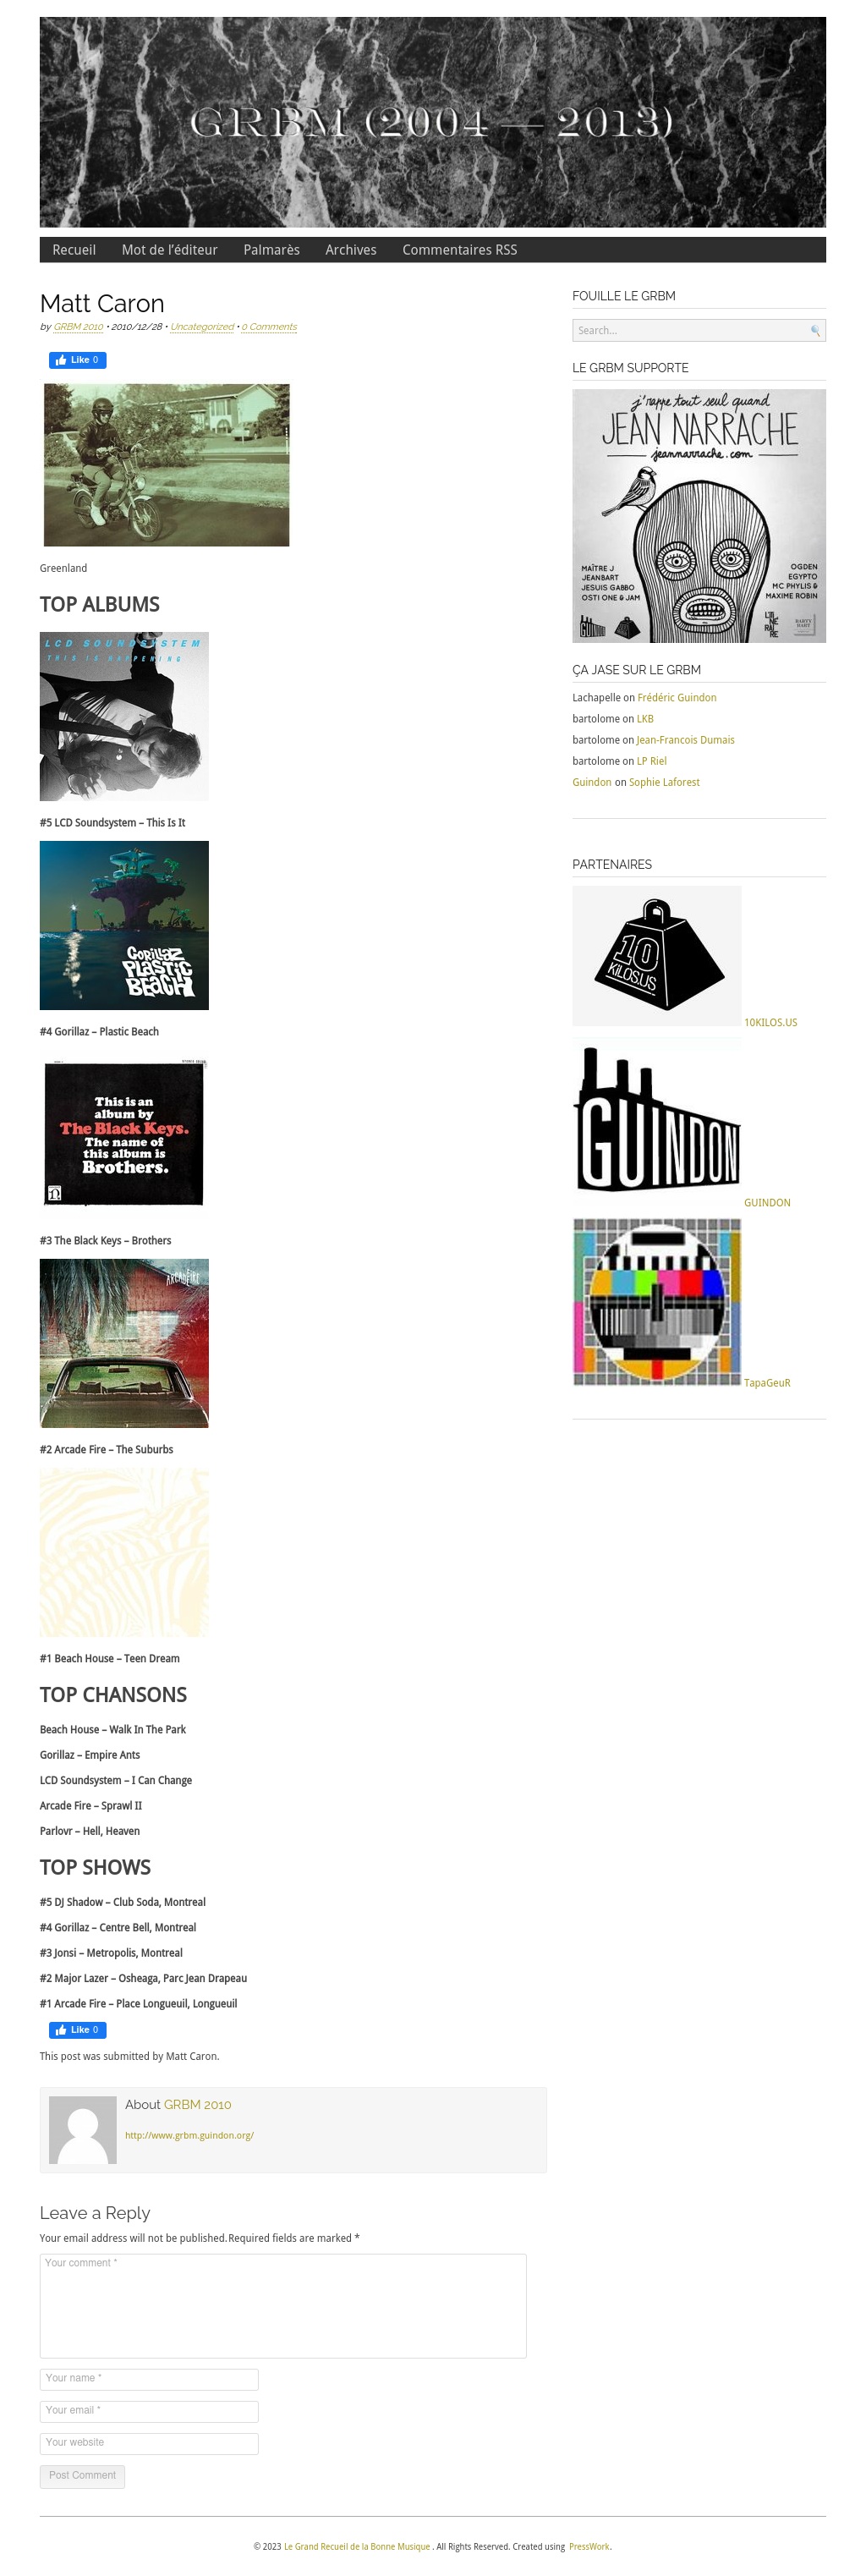 GRBM (2004 — 2013)
Recueil Mot de l’éditeur Palmarès Archives Commentaires RSS
Matt Caron
by GRBM 2010 • 2010/12/28 • Uncategorized • 0 Comments
Like 0
Greenland
TOP ALBUMS
LCD SOUNDSYSTEM
THIS IS HAPPENING
#5 LCD Soundsystem – This Is It
GORILLAZ
PLASTIC
BEACH
#4 Gorillaz – Plastic Beach
This is an
album by
The Black Keys.
The name of
this album is
Brothers.
#3 The Black Keys – Brothers
ARCADE FIRE
#2 Arcade Fire – The Suburbs
#1 Beach House – Teen Dream
TOP CHANSONS
Beach House – Walk In The Park
Gorillaz – Empire Ants
LCD Soundsystem – I Can Change
Arcade Fire – Sprawl II
Parlovr – Hell, Heaven
TOP SHOWS
#5 DJ Shadow – Club Soda, Montreal
#4 Gorillaz – Centre Bell, Montreal
#3 Jonsi – Metropolis, Montreal
#2 Major Lazer – Osheaga, Parc Jean Drapeau
#1 Arcade Fire – Place Longueuil, Longueuil
Like 0
This post was submitted by Matt Caron.
About GRBM 2010
http://www.grbm.guindon.org/
Leave a Reply
Your email address will not be published.Required fields are marked *
Your comment *
Your name *
Your email *
Your website
Post Comment
FOUILLE LE GRBM
Search...
LE GRBM SUPPORTE
j'rappe tout seul quand
JEAN NARRACHE
jeannarrache.com
MAÎTRE J
JEANBART
JESUIS GABBO
OSTI ONE & JAM
OGDEN
EGYPTO
MC PHYLIS &
MAXIME ROBIN
GUINDON
ÇA JASE SUR LE GRBM
Lachapelle on Frédéric Guindon
bartolome on LKB
bartolome on Jean-Francois Dumais
bartolome on LP Riel
Guindon on Sophie Laforest
PARTENAIRES
10
KILOS.US
10KILOS.US
GUINDON
GUINDON
TapaGeuR
© 2023 Le Grand Recueil de la Bonne Musique . All Rights Reserved. Created using PressWork.